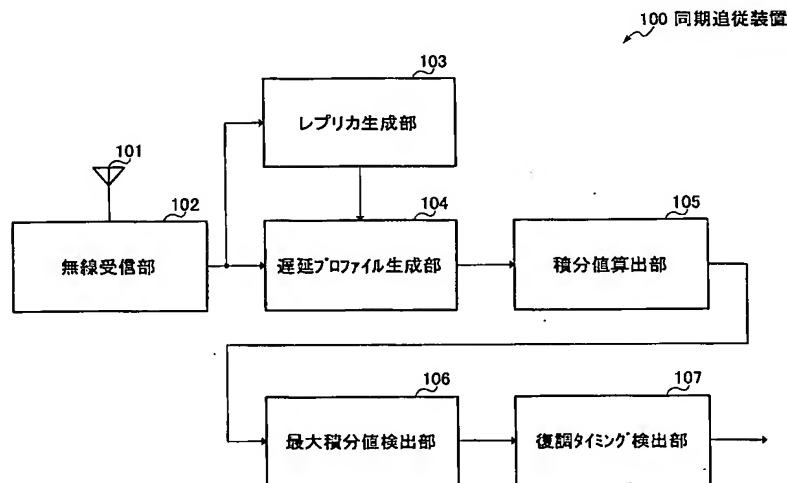 100 同期追従装置
103
レプリカ生成部
101
102
無線受信部
104
遅延プロファイル生成部
105
積分値算出部
106
最大積分値検出部
107
復調タイミング検出部